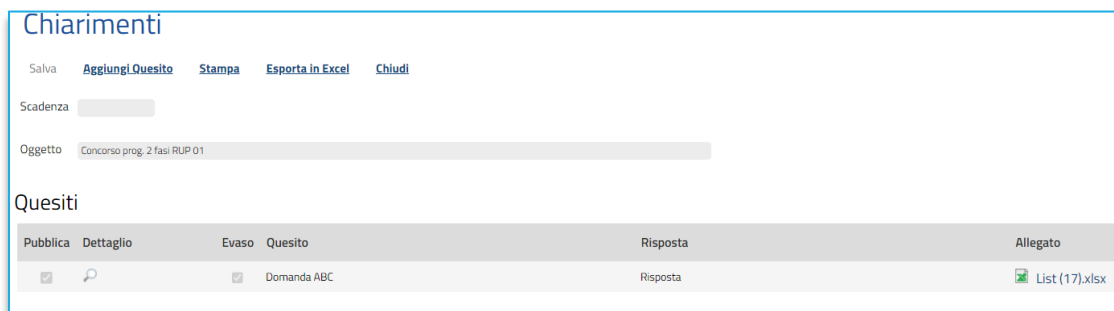 Chiarimenti
Salva Aggiungi Quesito Stampa Esporta in Excel Chiudi
Scadenza
Oggetto Concorso prog. 2 fasi RUP 01
Quesiti
Pubblica Dettaglio Evaso Quesito Risposta Allegato
Domanda ABC Risposta List (17).xlsx